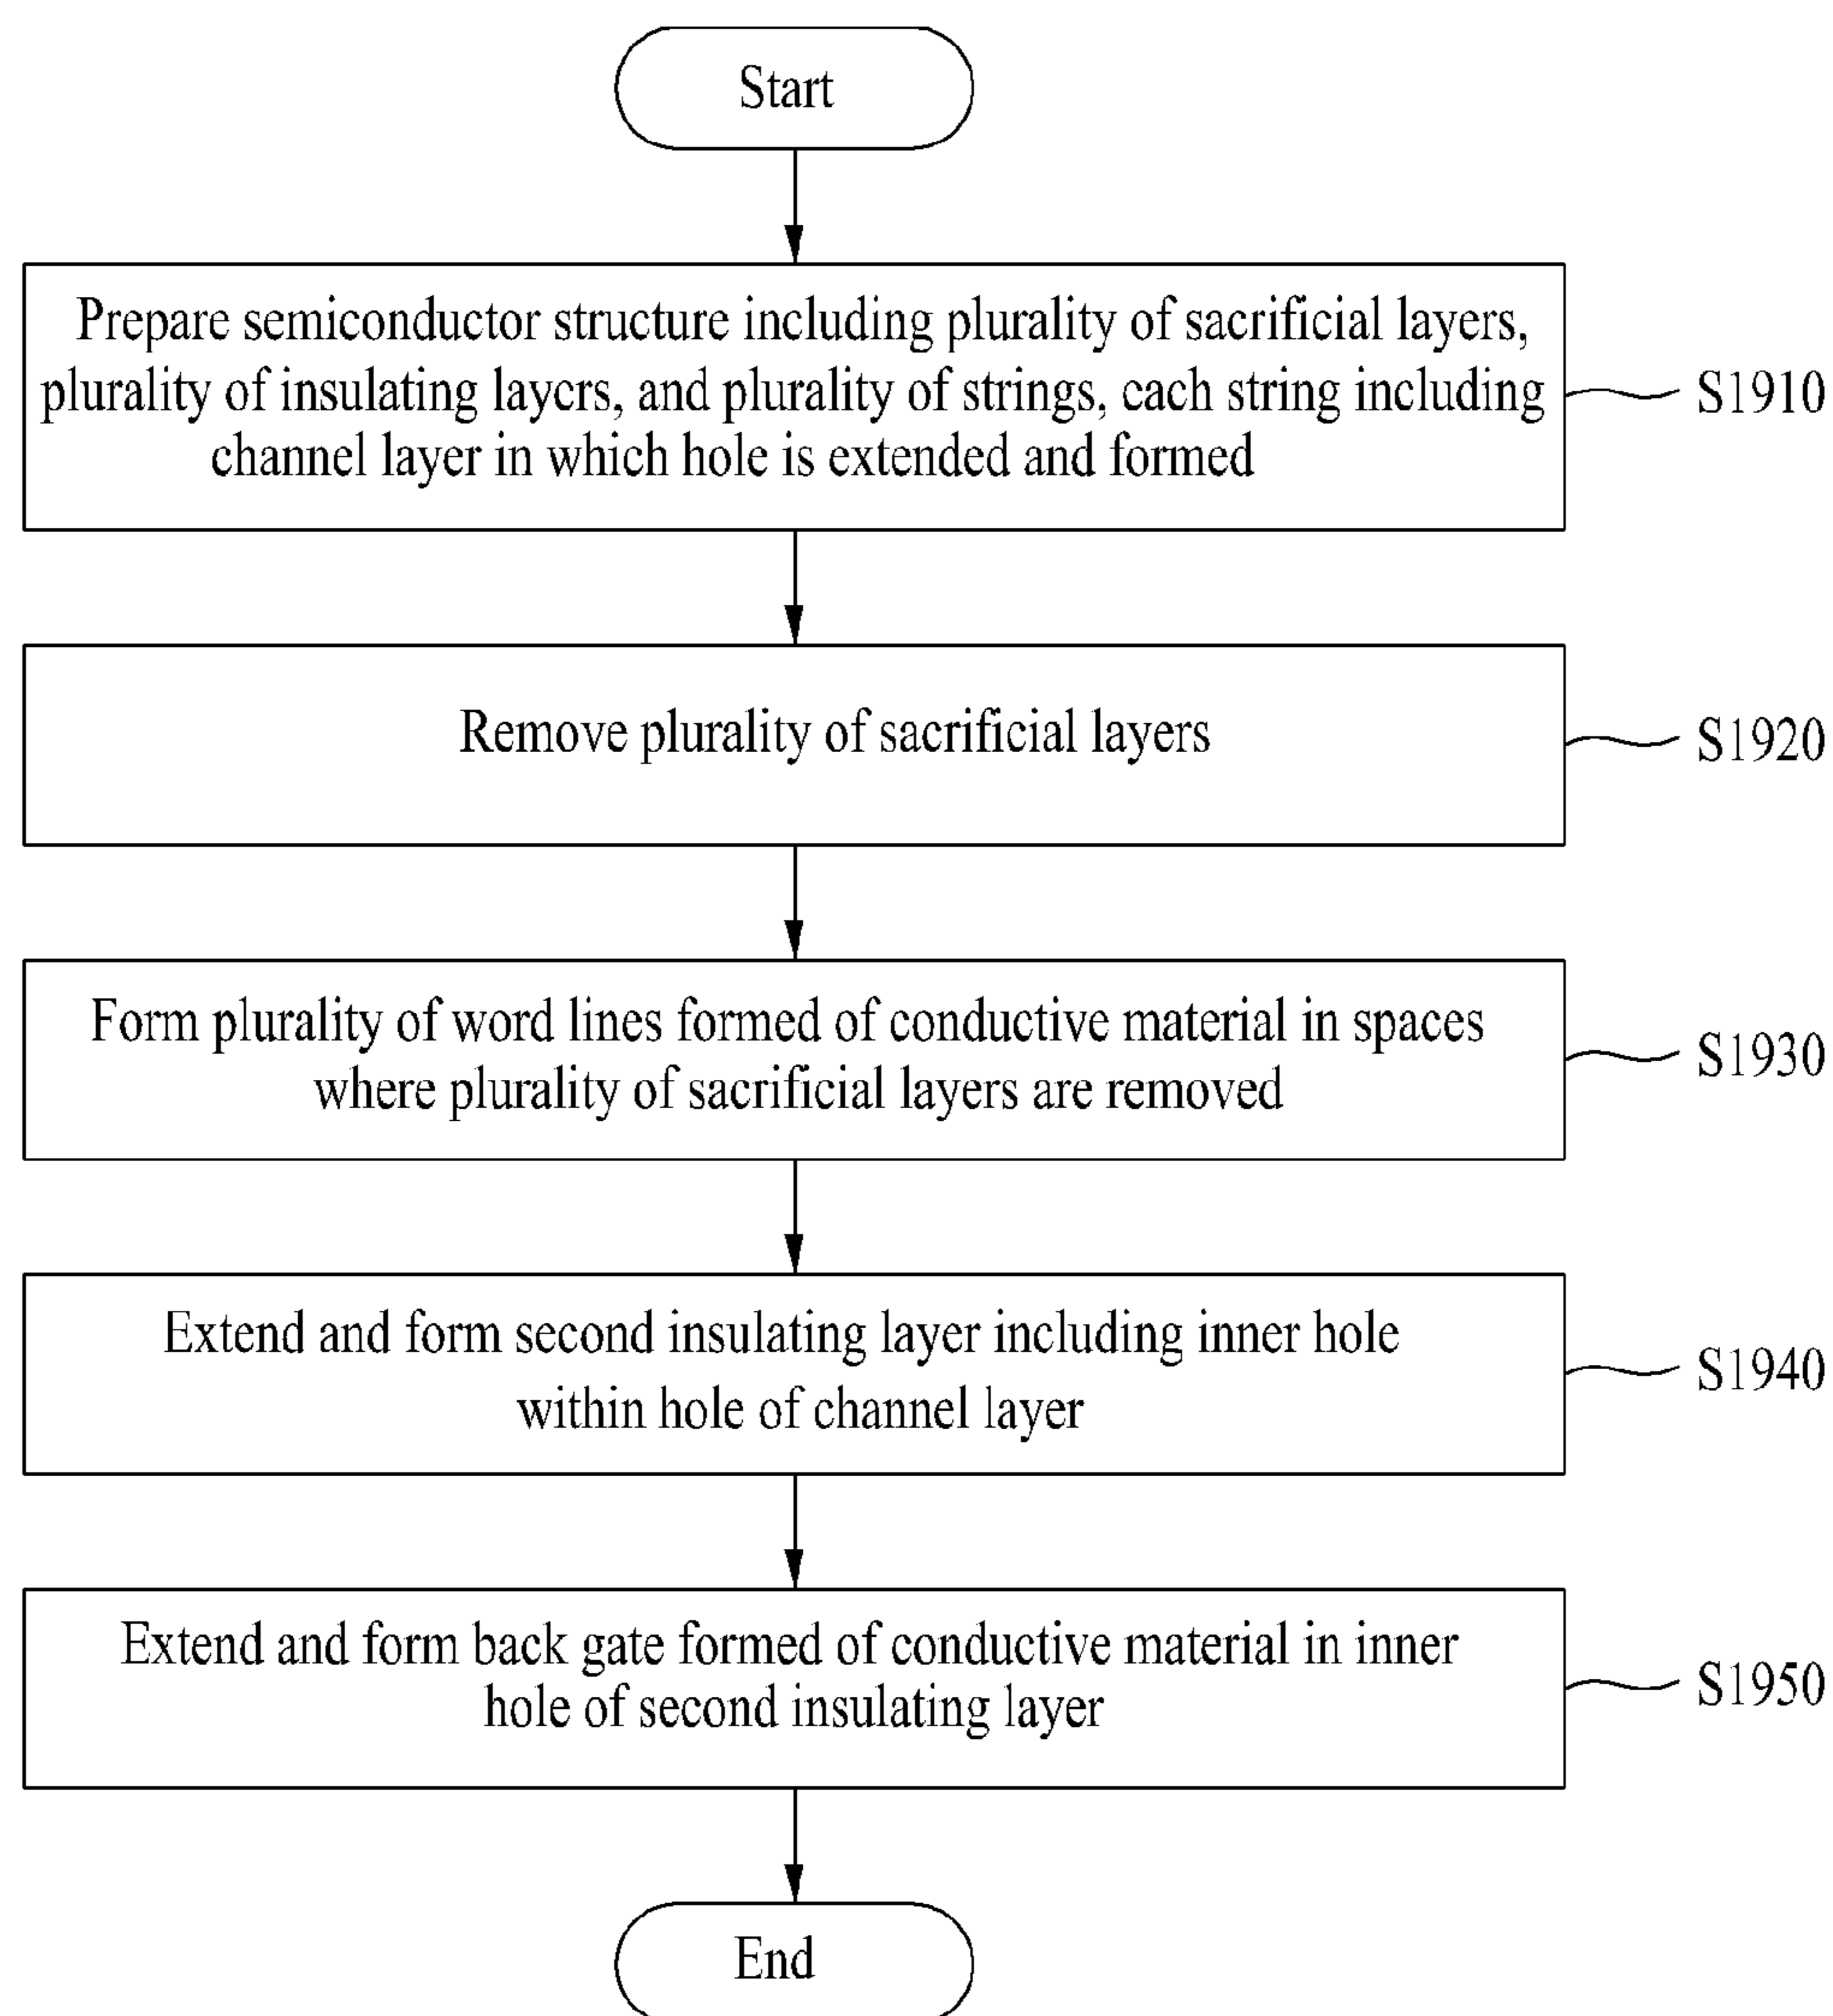 Start
Prepare semiconductor structure including plurality of sacrificial layers,
plurality of insulating layers, and plurality of strings, each string including
channel layer in which hole is extended and formed
S1910
Remove plurality of sacrificial layers
S1920
Form plurality of word lines formed of conductive material in spaces
where plurality of sacrificial layers are removed
S1930
Extend and form second insulating layer including inner hole
within hole of channel layer
S1940
Extend and form back gate formed of conductive material in inner
hole of second insulating layer
S1950
End